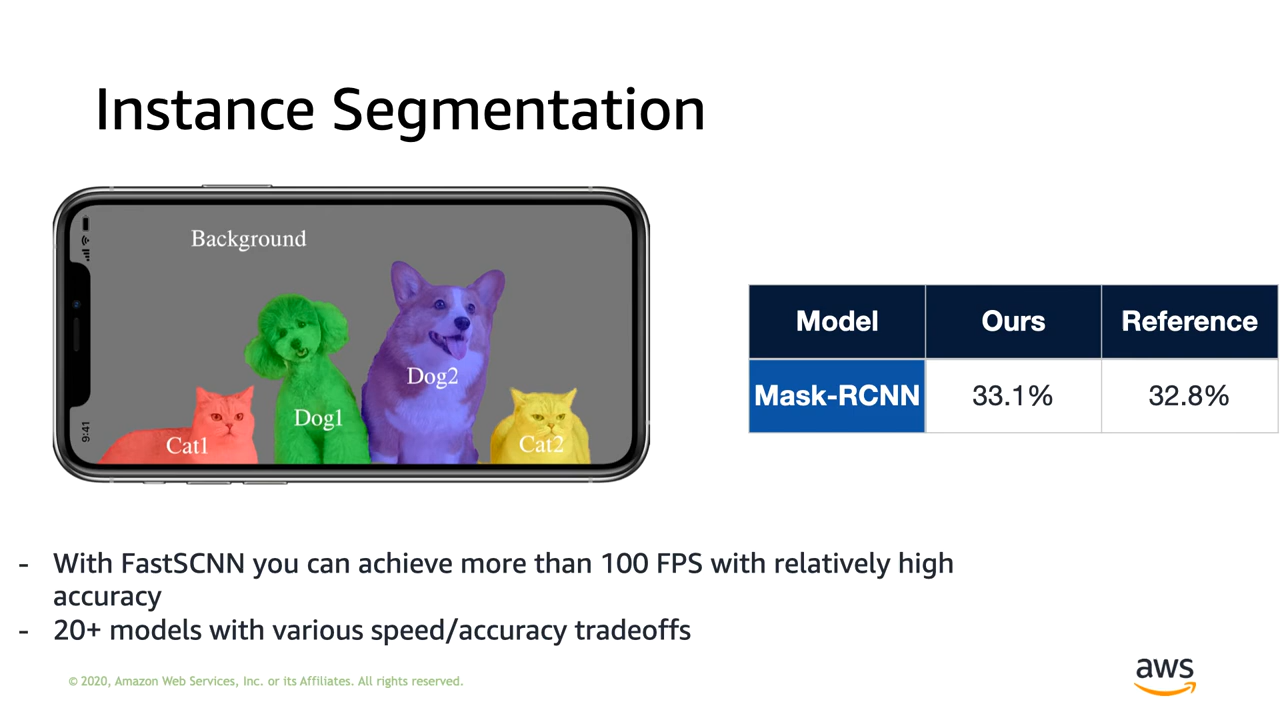 Instance Segmentation
Background
Dog2
Dog1
Cat1
Cat2
9:41
Model Ours Reference
Mask-RCNN 33.1% 32.8%
- With FastSCNN you can achieve more than 100 FPS with relatively high
accuracy
- 20+ models with various speed/accuracy tradeoffs
© 2020, Amazon Web Services, Inc. or its Affiliates. All rights reserved.
aws